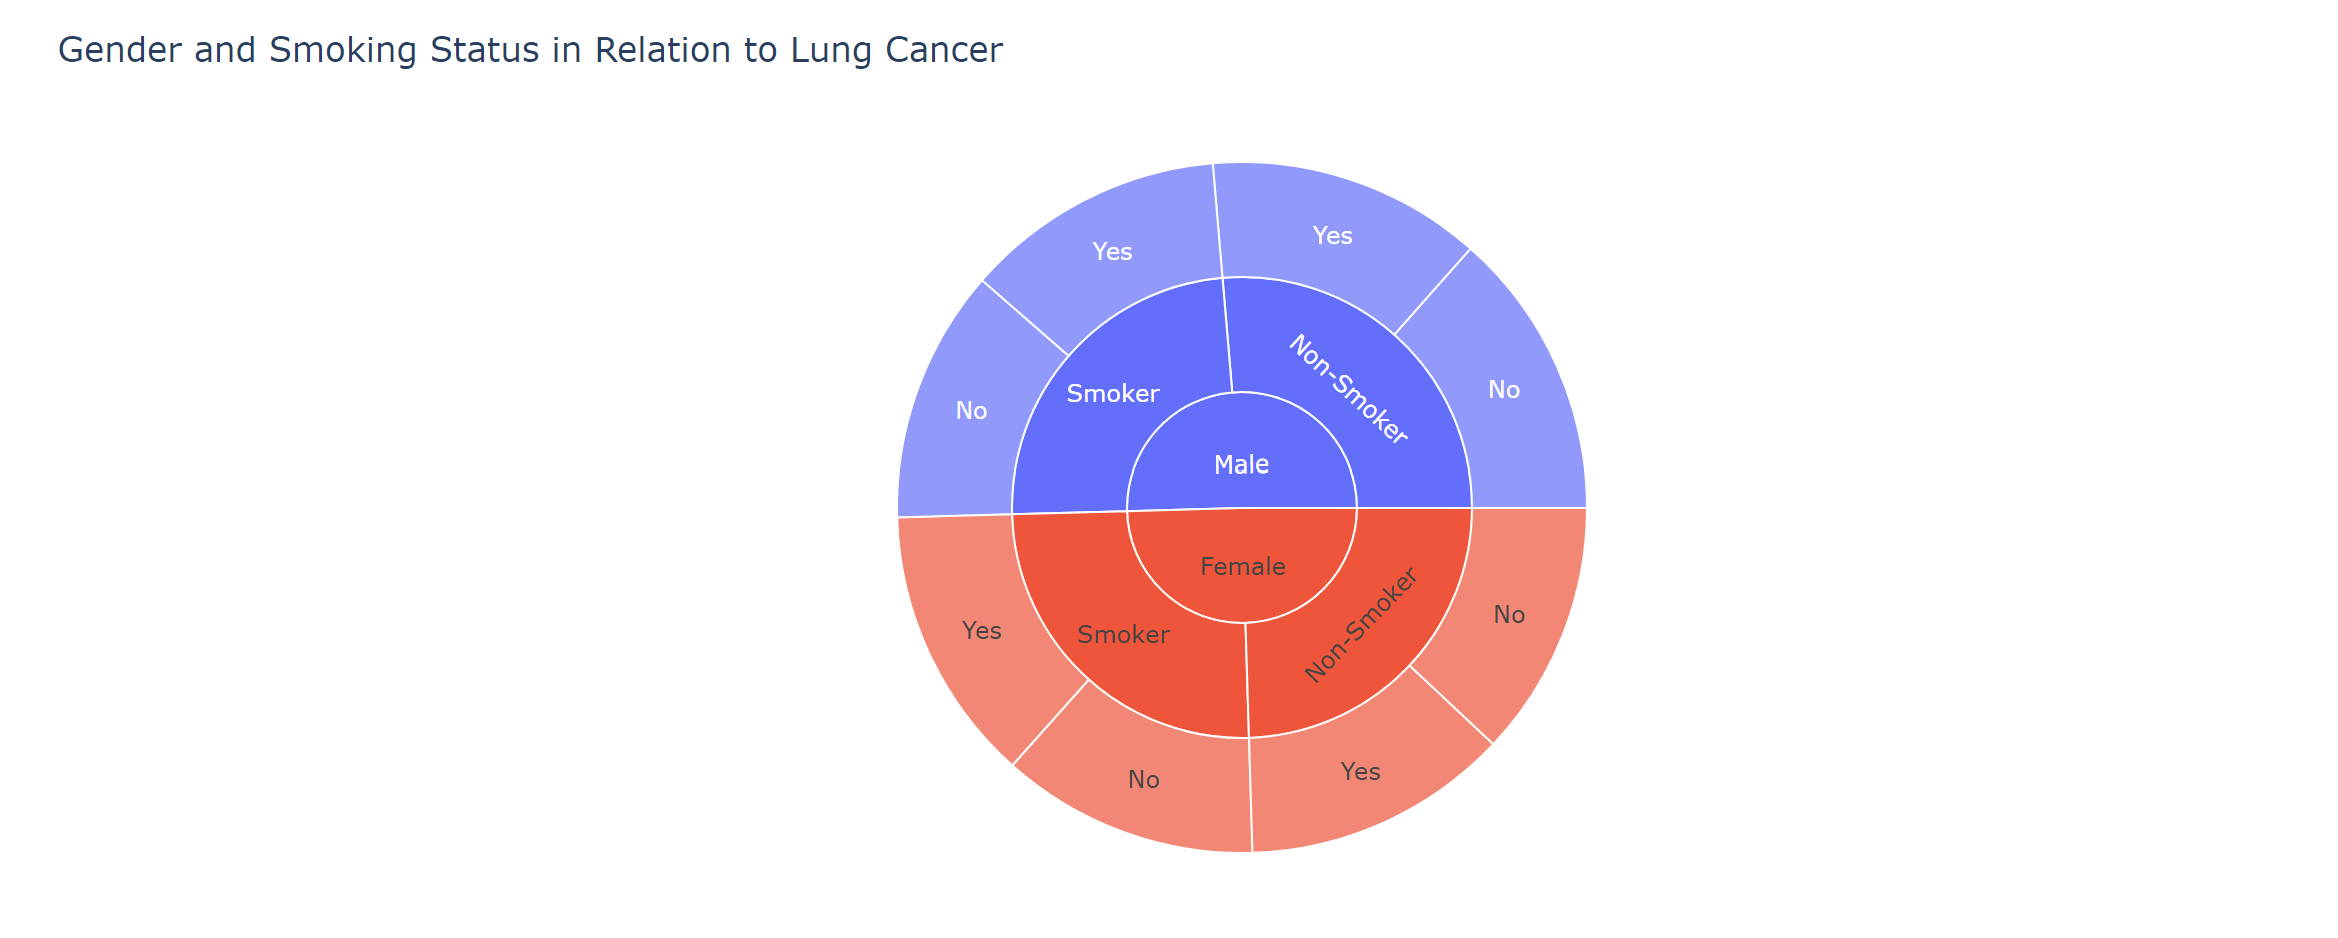 Gender and Smoking Status in Relation to Lung Cancer
Yes
Yes
No
No
Smoker
Non-Smoker
Male
Female
Smoker
Non-Smoker
Yes
No
No
Yes